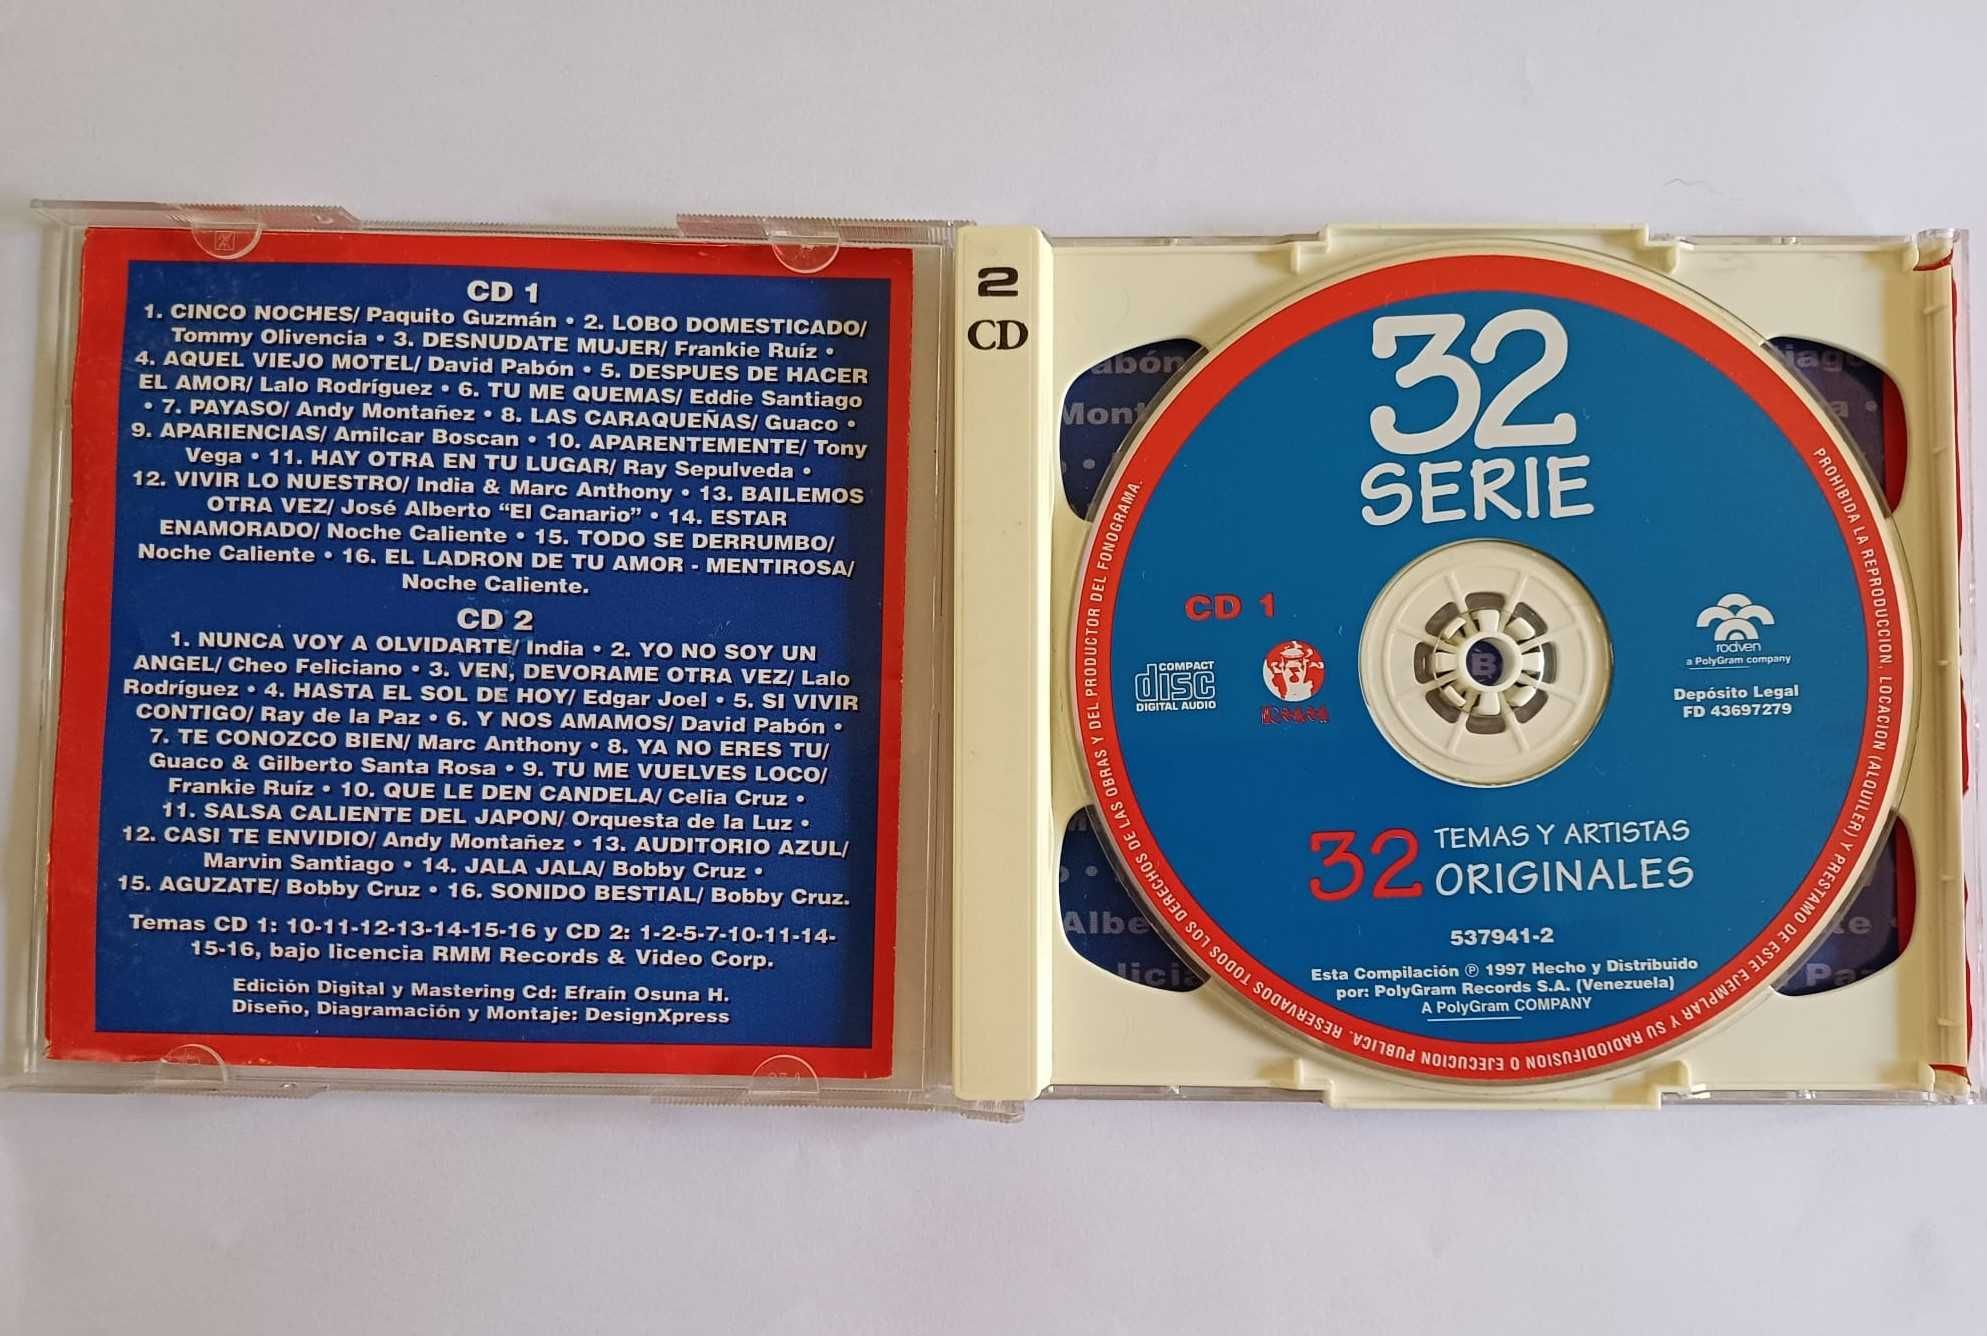 CD 1
1. CINCO NOCHES/ Paquito Guzmán • 2. LOBO DOMESTICADO/
Tommy Olivencia • 3. DESNUDATE MUJER/ Frankie Ruíz •
4. AQUEL VIEJO MOTEL/ David Pabón • 5. DESPUES DE HACER
EL AMOR/ Lalo Rodríguez • 6. TU ME QUEMAS/ Eddie Santiago
• 7. PAYASO/ Andy Montañez • 8. LAS CARAQUEÑAS/ Guaco •
9. APARIENCIAS/ Amilcar Boscan • 10. APARENTEMENTE/ Tony
Vega • 11. HAY OTRA EN TU LUGAR/ Ray Sepulveda •
12. VIVIR LO NUESTRO/ India & Marc Anthony • 13. BAILEMOS
OTRA VEZ/ José Alberto “El Canario” • 14. ESTAR
ENAMORADO/ Noche Caliente • 15. TODO SE DERRUMBO/
Noche Caliente • 16. EL LADRON DE TU AMOR - MENTIROSA/
Noche Caliente.
CD 2
1. NUNCA VOY A OLVIDARTE/ India • 2. YO NO SOY UN
ANGEL/ Cheo Feliciano • 3. VEN, DEVORAME OTRA VEZ/ Lalo
Rodríguez • 4. HASTA EL SOL DE HOY/ Edgar Joel • 5. SI VIVIR
CONTIGO/ Ray de la Paz • 6. Y NOS AMAMOS/ David Pabón •
7. TE CONOZCO BIEN/ Marc Anthony • 8. YA NO ERES TU/
Guaco & Gilberto Santa Rosa • 9. TU ME VUELVES LOCO/
Frankie Ruíz • 10. QUE LE DEN CANDELA/ Celia Cruz •
11. SALSA CALIENTE DEL JAPON/ Orquesta de la Luz •
12. CASI TE ENVIDIO/ Andy Montañez • 13. AUDITORIO AZUL/
Marvin Santiago • 14. JALA JALA/ Bobby Cruz •
15. AGUZATE/ Bobby Cruz • 16. SONIDO BESTIAL/ Bobby Cruz.
Temas CD 1: 10-11-12-13-14-15-16 y CD 2: 1-2-5-7-10-11-14-
15-16, bajo licencia RMM Records & Video Corp.
Edición Digital y Mastering Cd: Efraín Osuna H.
Diseño, Diagramación y Montaje: DesignXpress
2
CD
32
SERIE
CD 1
COMPACT
disc
DIGITAL AUDIO
rodven
a PolyGram company
Depósito Legal
FD 43697279
32 TEMAS Y ARTISTAS
ORIGINALES
537941-2
Esta Compilación ℗ 1997 Hecho y Distribuido
por: PolyGram Records S.A. (Venezuela)
A PolyGram COMPANY
PROHIBIDA LA REPRODUCCION, LOCACION (ALQUILER) Y PRESTAMO DE ESTE EJEMPLAR Y SU RADIODIFUSION O EJECUCION PUBLICA. RESERVADOS TODOS LOS DERECHOS DE LAS OBRAS Y DEL PRODUCTOR DEL FONOGRAMA.
abón
Mont
Albe
licia
iago
Paz
B